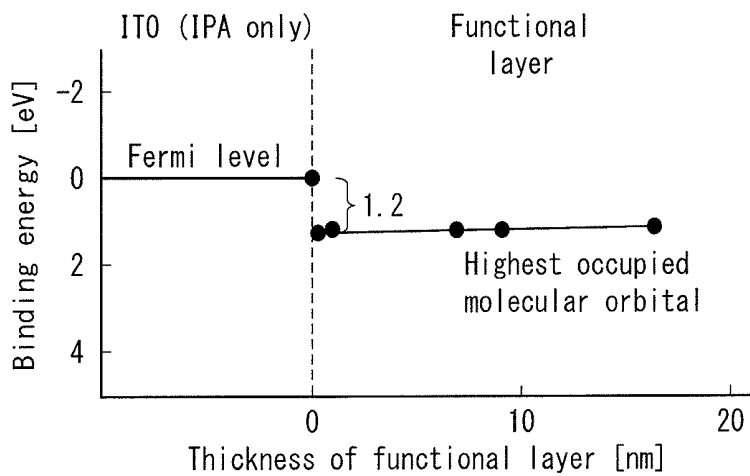 ITO (IPA only)
Functional
layer
Binding energy [eV]
-2
0
2
4
Fermi level
1.2
Highest occupied
molecular orbital
0
10
20
Thickness of functional layer [nm]